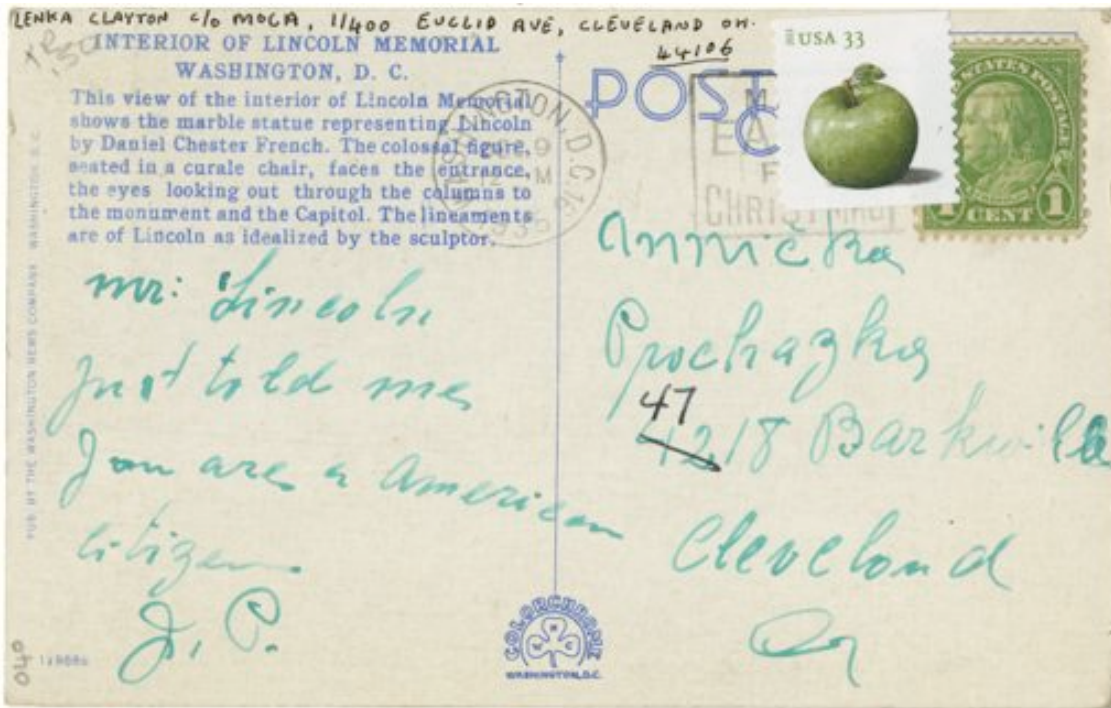 LENKA CLAYTON c/o MOCA, 11400 EUCLID AVE, CLEVELAND OH.
44106
INTERIOR OF LINCOLN MEMORIAL
WASHINGTON, D. C.
This view of the interior of Lincoln Memorial
shows the marble statue representing Lincoln
by Daniel Chester French. The colossal figure,
seated in a curale chair, faces the entrance,
the eyes looking out through the columns to
the monument and the Capitol. The lineaments
are of Lincoln as idealized by the sculptor.
Mr: Lincoln
Just told me
You are a American
citizen
J. P.
PUB. BY THE WASHINGTON NEWS COMPANY WASHINGTON D.C.
040
POST
WASHINGTON, D.C.
CHRISTMAS
USA 33
STATES POSTAGE
1 CENT 1
Annicka
Prochazka
47
4218
Cleveland
COLORCHROME
WASHINGTON, D.C.